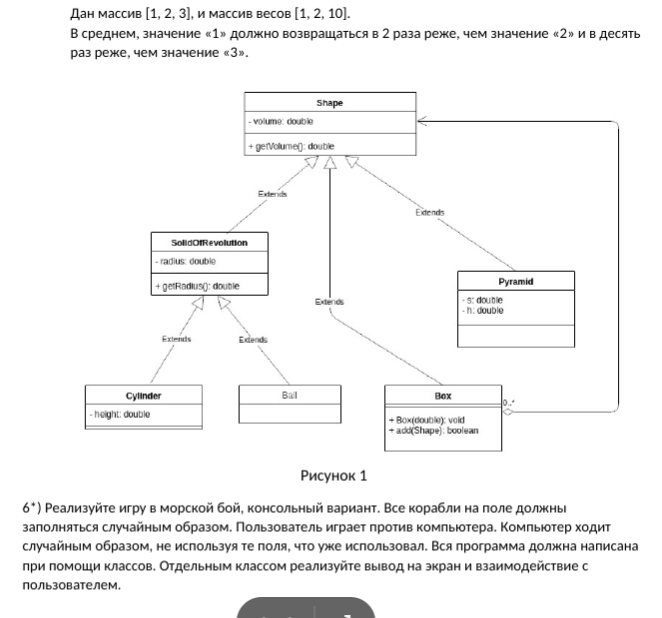 Дан массив [1, 2, 3], и массив весов [1, 2, 10].
В среднем, значение «1» должно возвращаться в 2 раза реже, чем значение «2» и в десять
раз реже, чем значение «3».
Shape
- volume: double
+ getVolume(): double
Extends
Extends
SolidOfRevolution
- radius: double
+ getRadius(): double
Pyramid
- s: double
- h: double
Extends
Extends
Extends
Cylinder
- height: double
Ball
Box
0..*
+ Box(double): void
+ add(Shape): boolean
Рисунок 1
6*) Реализуйте игру в морской бой, консольный вариант. Все корабли на поле должны
заполняться случайным образом. Пользователь играет против компьютера. Компьютер ходит
случайным образом, не используя те поля, что уже использовал. Вся программа должна написана
при помощи классов. Отдельным классом реализуйте вывод на экран и взаимодействие с
пользователем.